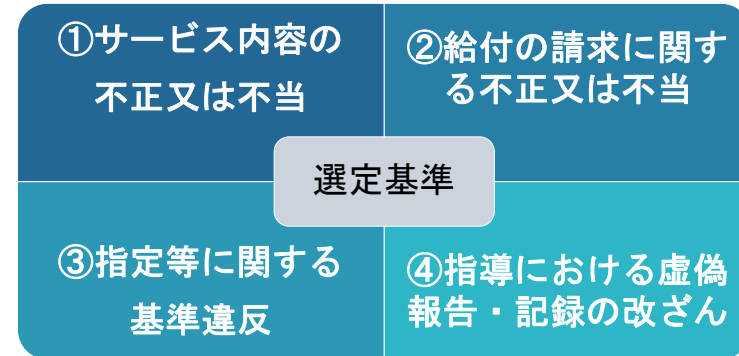 ①サービス内容の
不正又は不当
②給付の請求に関す
る不正又は不当
選定基準
③指定等に関する
基準違反
④指導における虚偽
報告・記録の改ざん